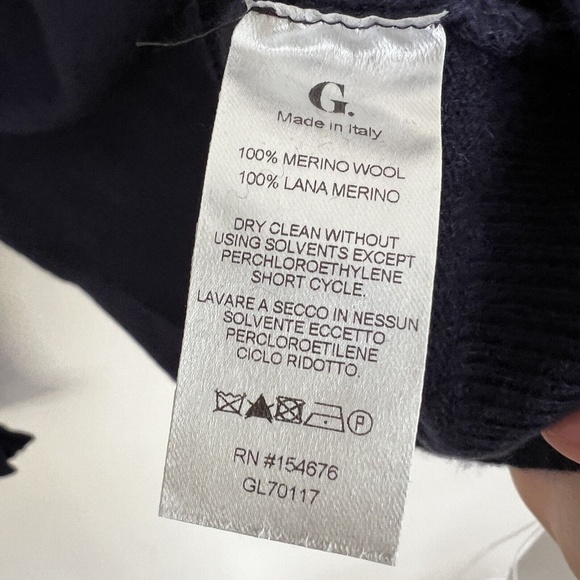 G.
Made in Italy
100% MERINO WOOL
100% LANA MERINO
DRY CLEAN WITHOUT
USING SOLVENTS EXCEPT
PERCHLOROETHYLENE
SHORT CYCLE.
LAVARE A SECCO IN NESSUN
SOLVENTE ECCETTO
PERCLOROETILENE
CICLO RIDOTTO.
P
RN #154676
GL70117